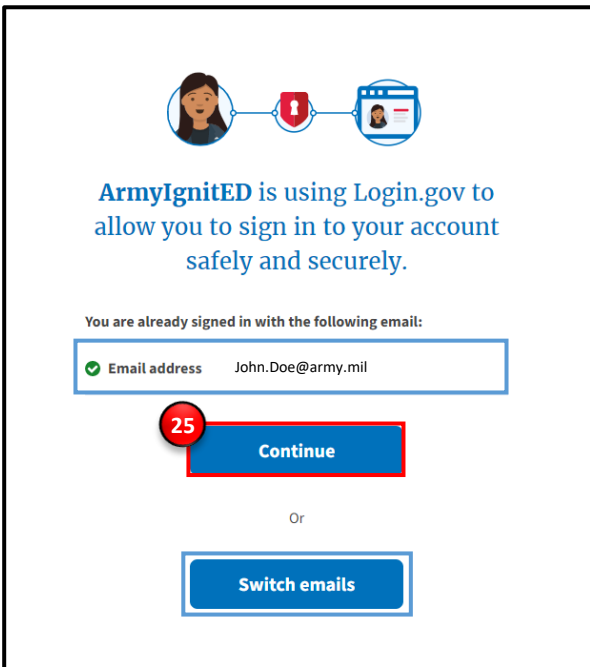 ArmyIgnitED is using Login.gov to
allow you to sign in to your account
safely and securely.
You are already signed in with the following email:
Email address John.Doe@army.mil
25
Continue
Or
Switch emails